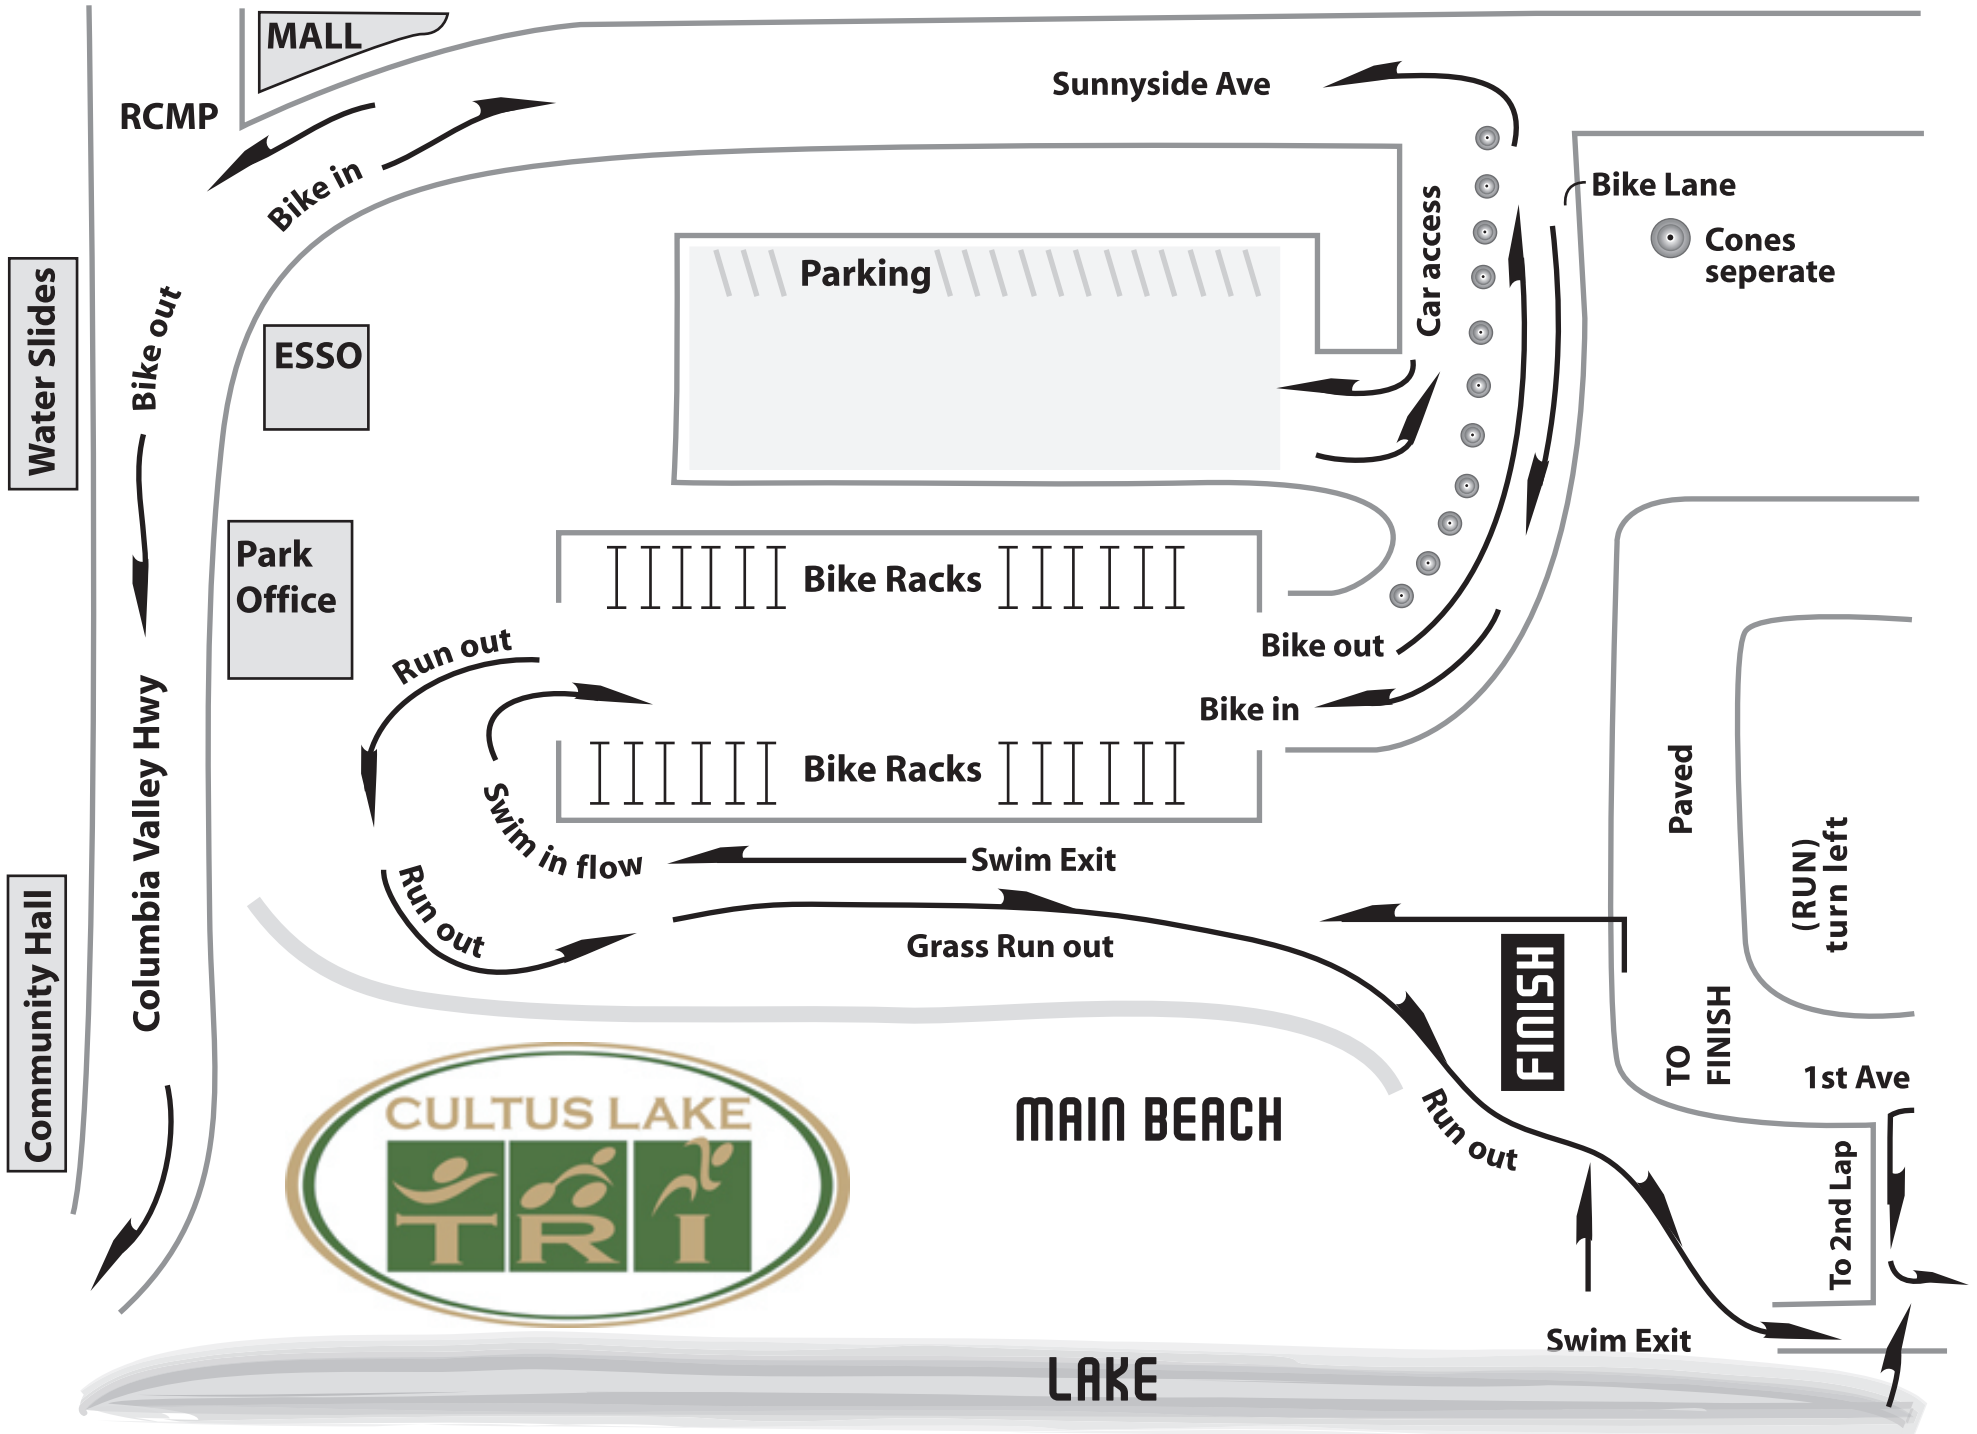 MALL
RCMP
Sunnyside Ave
Bike in
Bike Lane
Cones
seperate
Car access
Parking
Bike out
Water Slides
ESSO
Park
Office
Bike Racks
Run out
Bike out
Bike in
Bike Racks
Columbia Valley Hwy
Swim in flow
Swim Exit
Paved
(RUN)
turn left
Run out
Grass Run out
Community Hall
FINISH
TO
FINISH
1st Ave
CULTUS LAKE
TRI
MAIN BEACH
Run out
To 2nd Lap
Swim Exit
LAKE